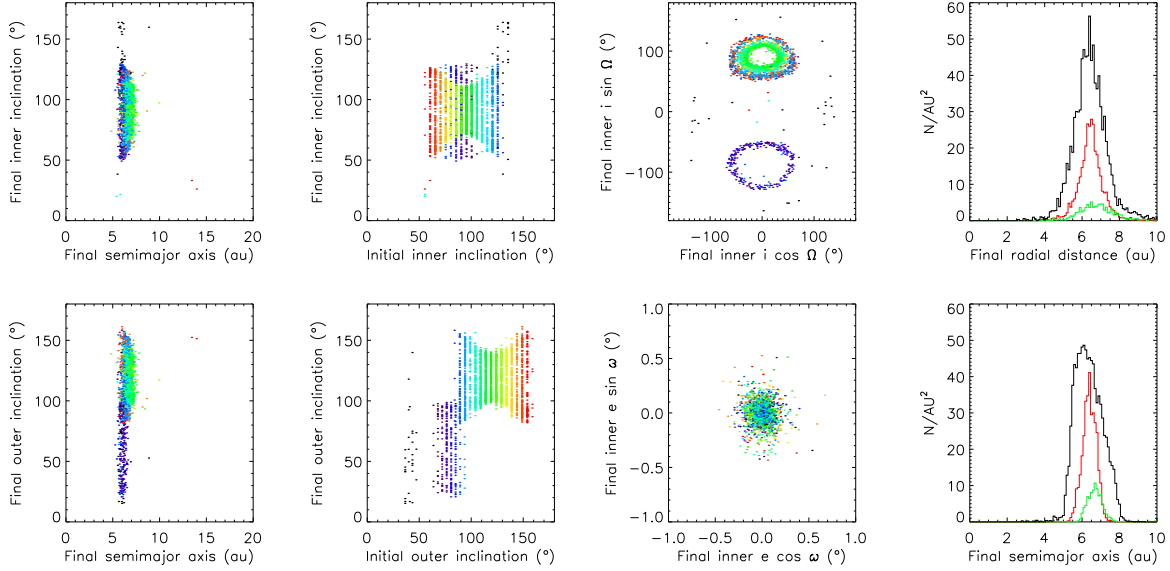 Final inner inclination (°)
150
100
50
0
0 5 10 15 20
Final semimajor axis (au)
Final inner inclination (°)
150
100
50
0
0 50 100 150
Initial inner inclination (°)
Final inner i sin Ω (°)
100
0
−100
−100 0 100
Final inner i cos Ω (°)
N/AU²
60
50
40
30
20
10
0
0 2 4 6 8 10
Final radial distance (au)
Final outer inclination (°)
150
100
50
0
0 5 10 15 20
Final semimajor axis (au)
Final outer inclination (°)
150
100
50
0
0 50 100 150
Initial outer inclination (°)
Final inner e sin ω (°)
1.0
0.5
0.0
−0.5
−1.0
−1.0 −0.5 0.0 0.5 1.0
Final inner e cos ω (°)
N/AU²
60
50
40
30
20
10
0
0 2 4 6 8 10
Final semimajor axis (au)